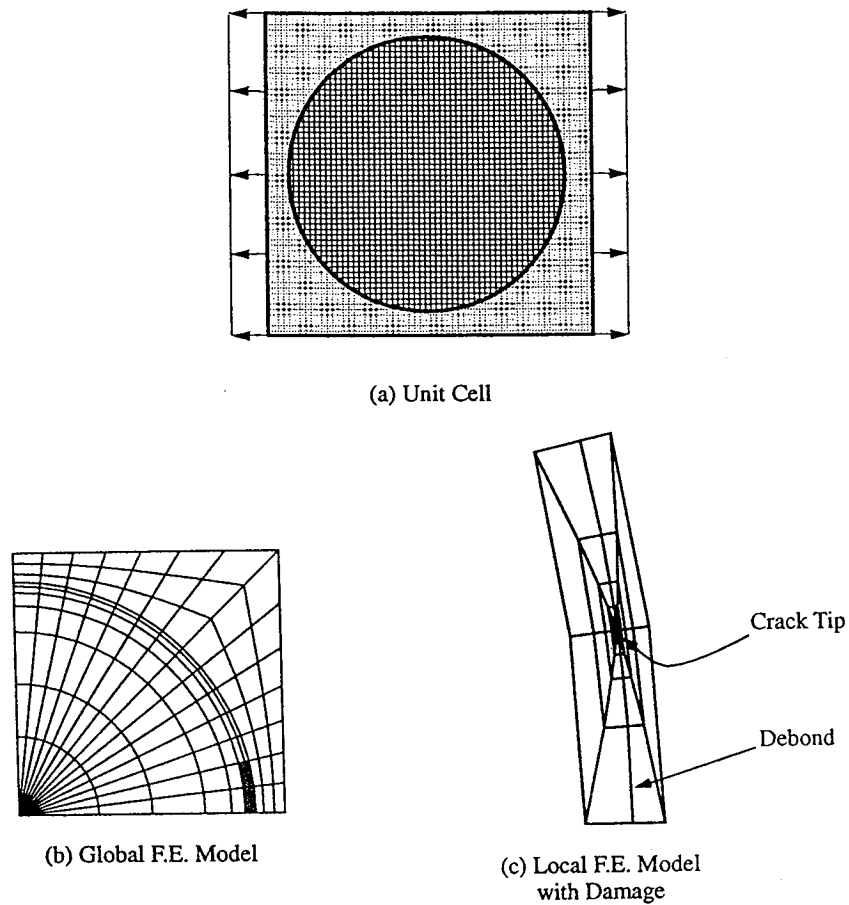 (a) Unit Cell
Crack Tip
Debond
(b) Global F.E. Model
(c) Local F.E. Model
with Damage